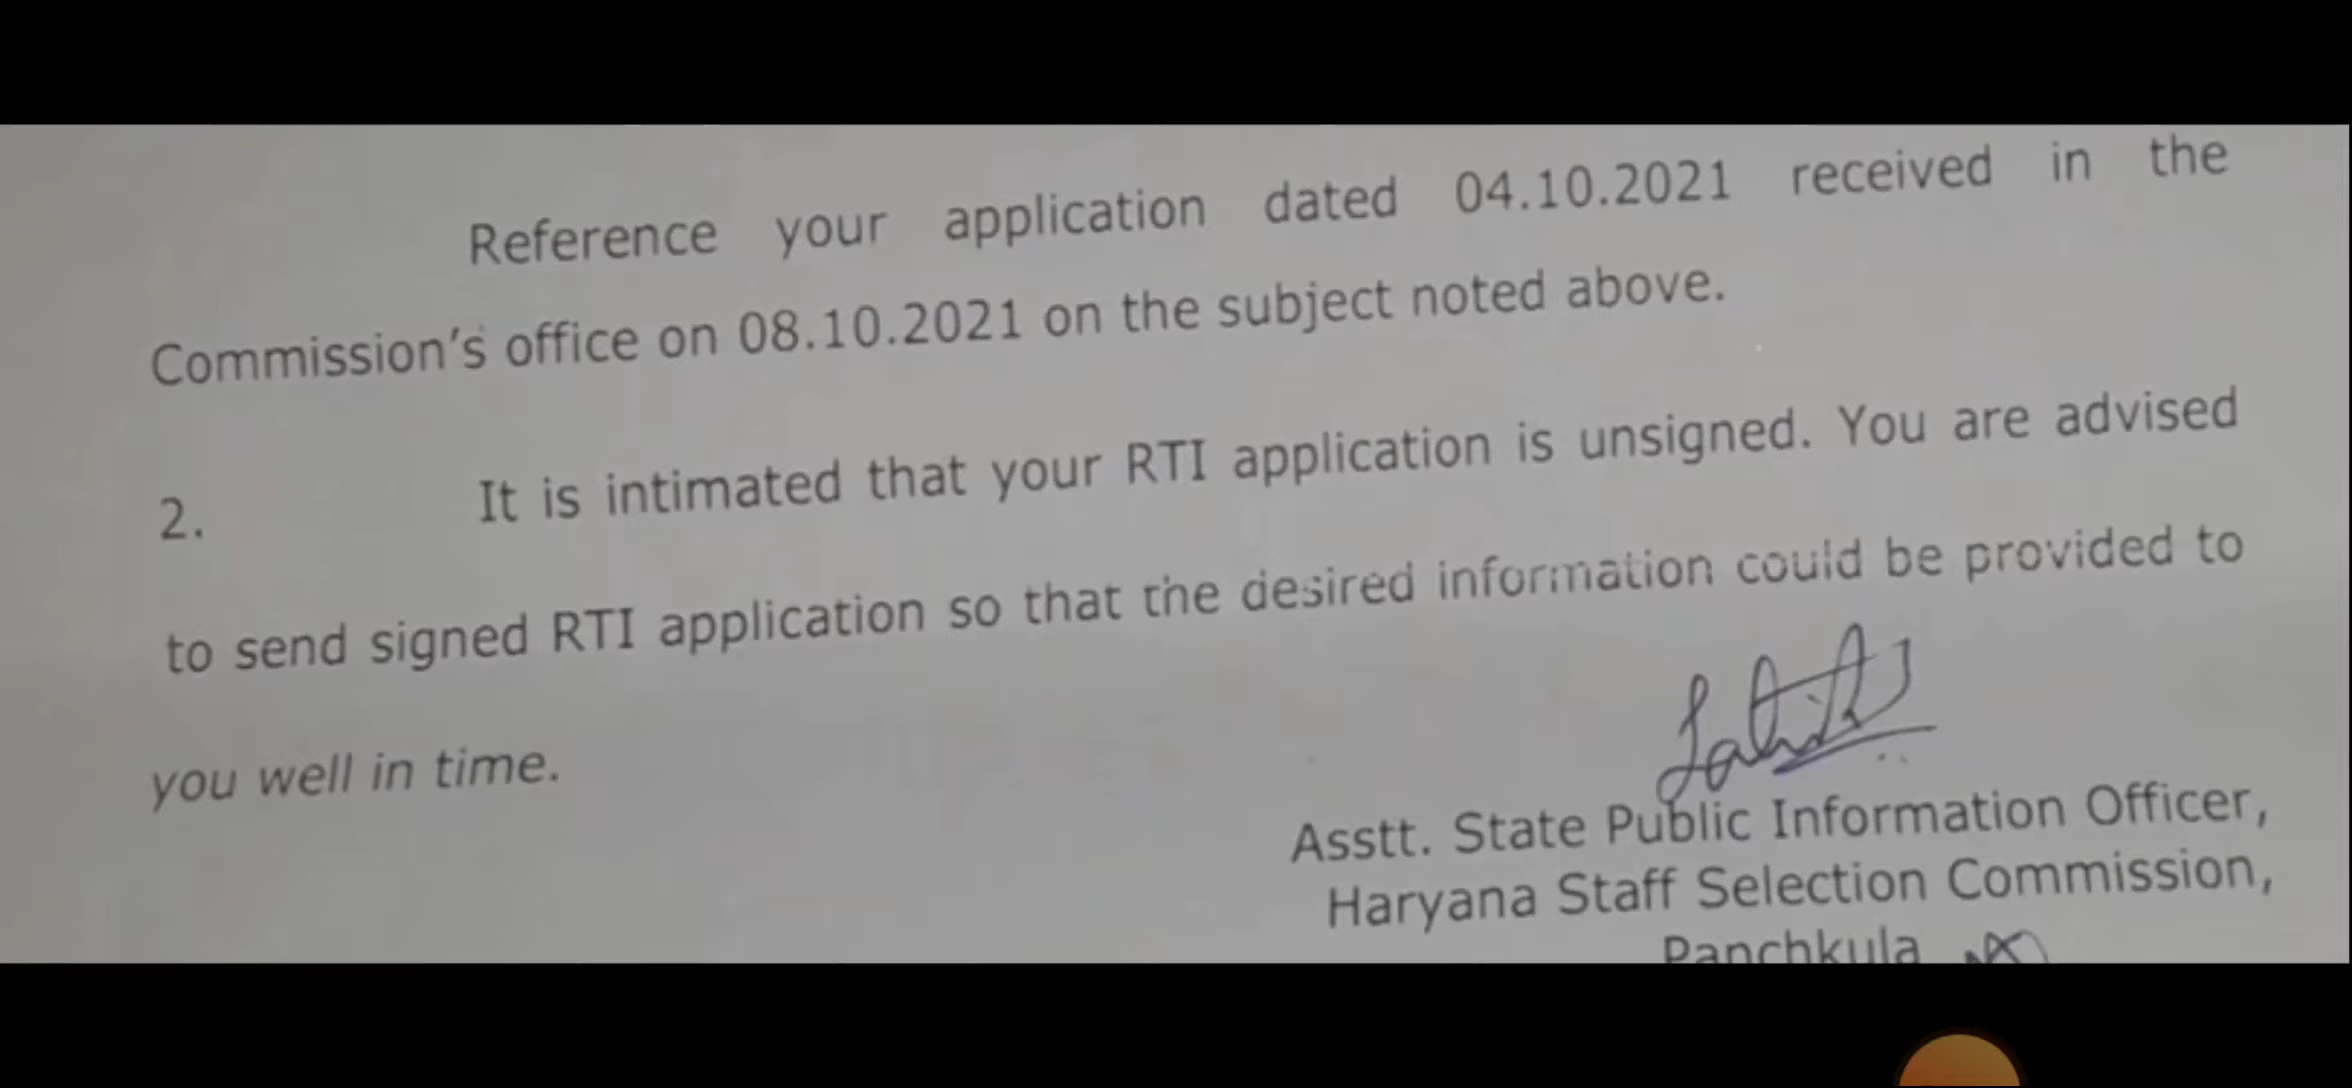 Reference your application dated 04.10.2021 received in the
Commission's office on 08.10.2021 on the subject noted above.
2. It is intimated that your RTI application is unsigned. You are advised
to send signed RTI application so that the desired information could be provided to
you well in time.
Asstt. State Public Information Officer,
Haryana Staff Selection Commission,
Panchkula